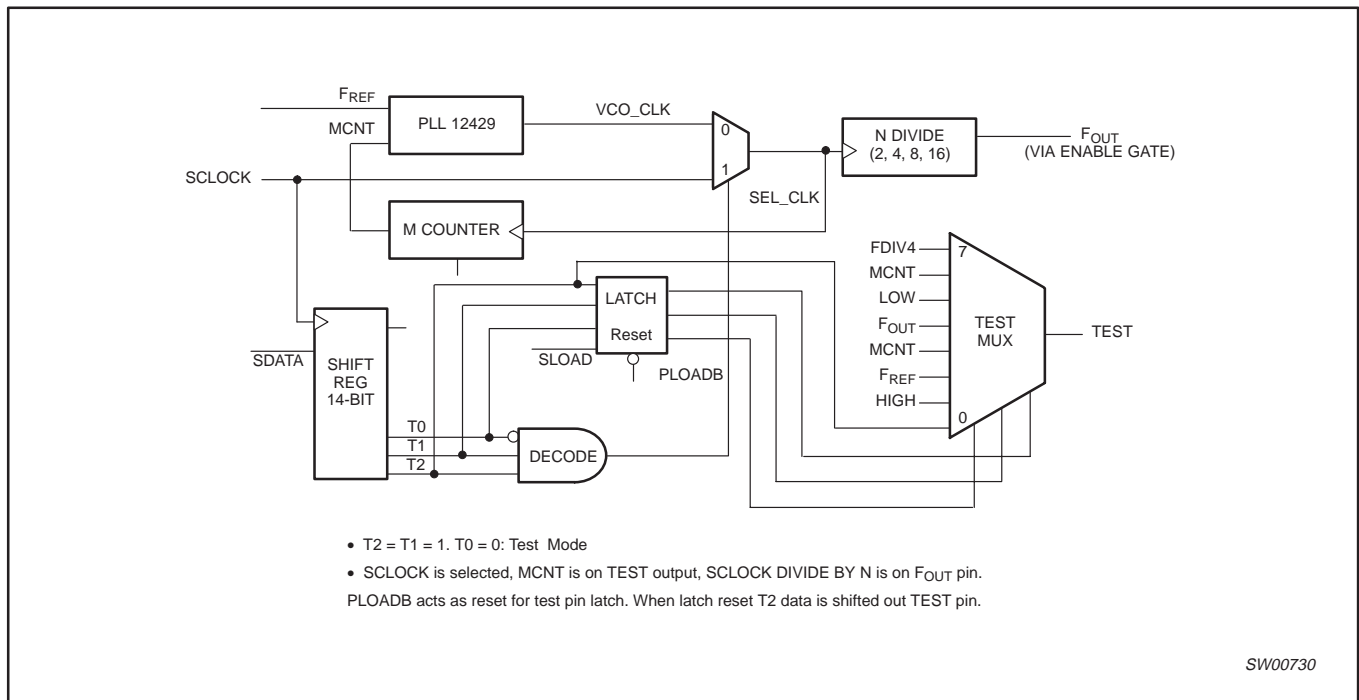 FREF
MCNT
PLL 12429
VCO_CLK
0
1
N DIVIDE
(2, 4, 8, 16)
FOUT
(VIA ENABLE GATE)
SCLOCK
SEL_CLK
M COUNTER
SDATA
SHIFT
REG
14-BIT
T0
T1
T2
LATCH
Reset
SLOAD
PLOADB
DECODE
FDIV4
MCNT
LOW
FOUT
MCNT
FREF
HIGH
7
0
TEST
MUX
TEST
• T2 = T1 = 1. T0 = 0: Test Mode
• SCLOCK is selected, MCNT is on TEST output, SCLOCK DIVIDE BY N is on FOUT pin.
PLOADB acts as reset for test pin latch. When latch reset T2 data is shifted out TEST pin.
SW00730